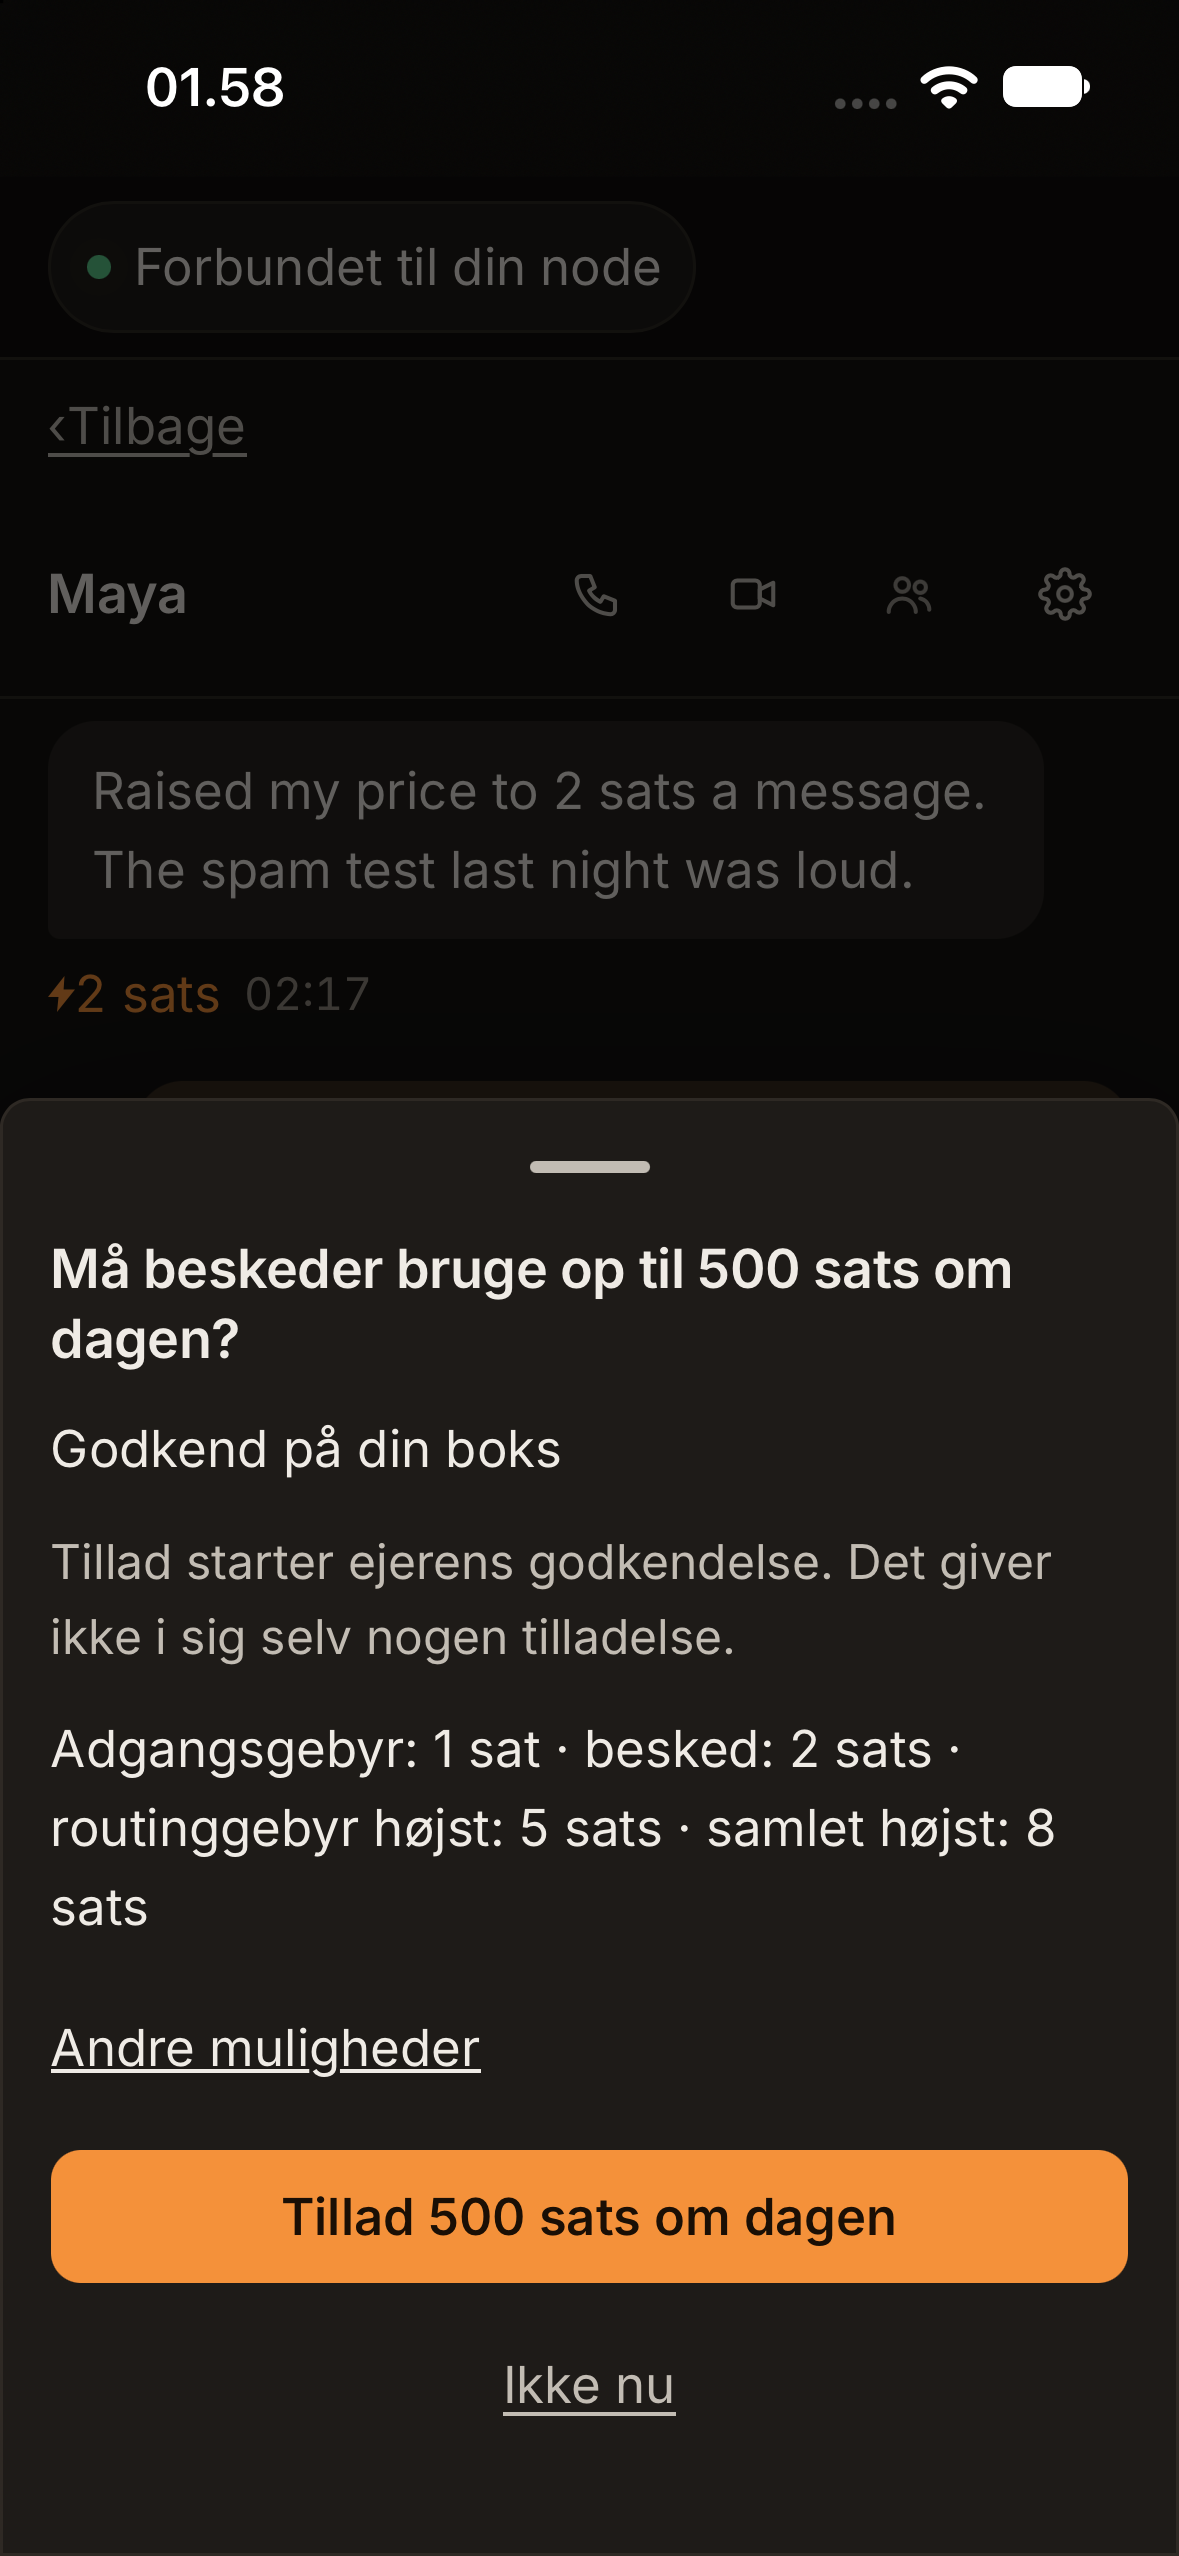 01.58
Forbundet til din node
‹Tilbage
Maya
Raised my price to 2 sats a message.
The spam test last night was loud.
2 sats 02:17
Må beskeder bruge op til 500 sats om
dagen?
Godkend på din boks
Tillad starter ejerens godkendelse. Det giver
ikke i sig selv nogen tilladelse.
Adgangsgebyr: 1 sat · besked: 2 sats ·
routinggebyr højst: 5 sats · samlet højst: 8
sats
Andre muligheder
Tillad 500 sats om dagen
Ikke nu